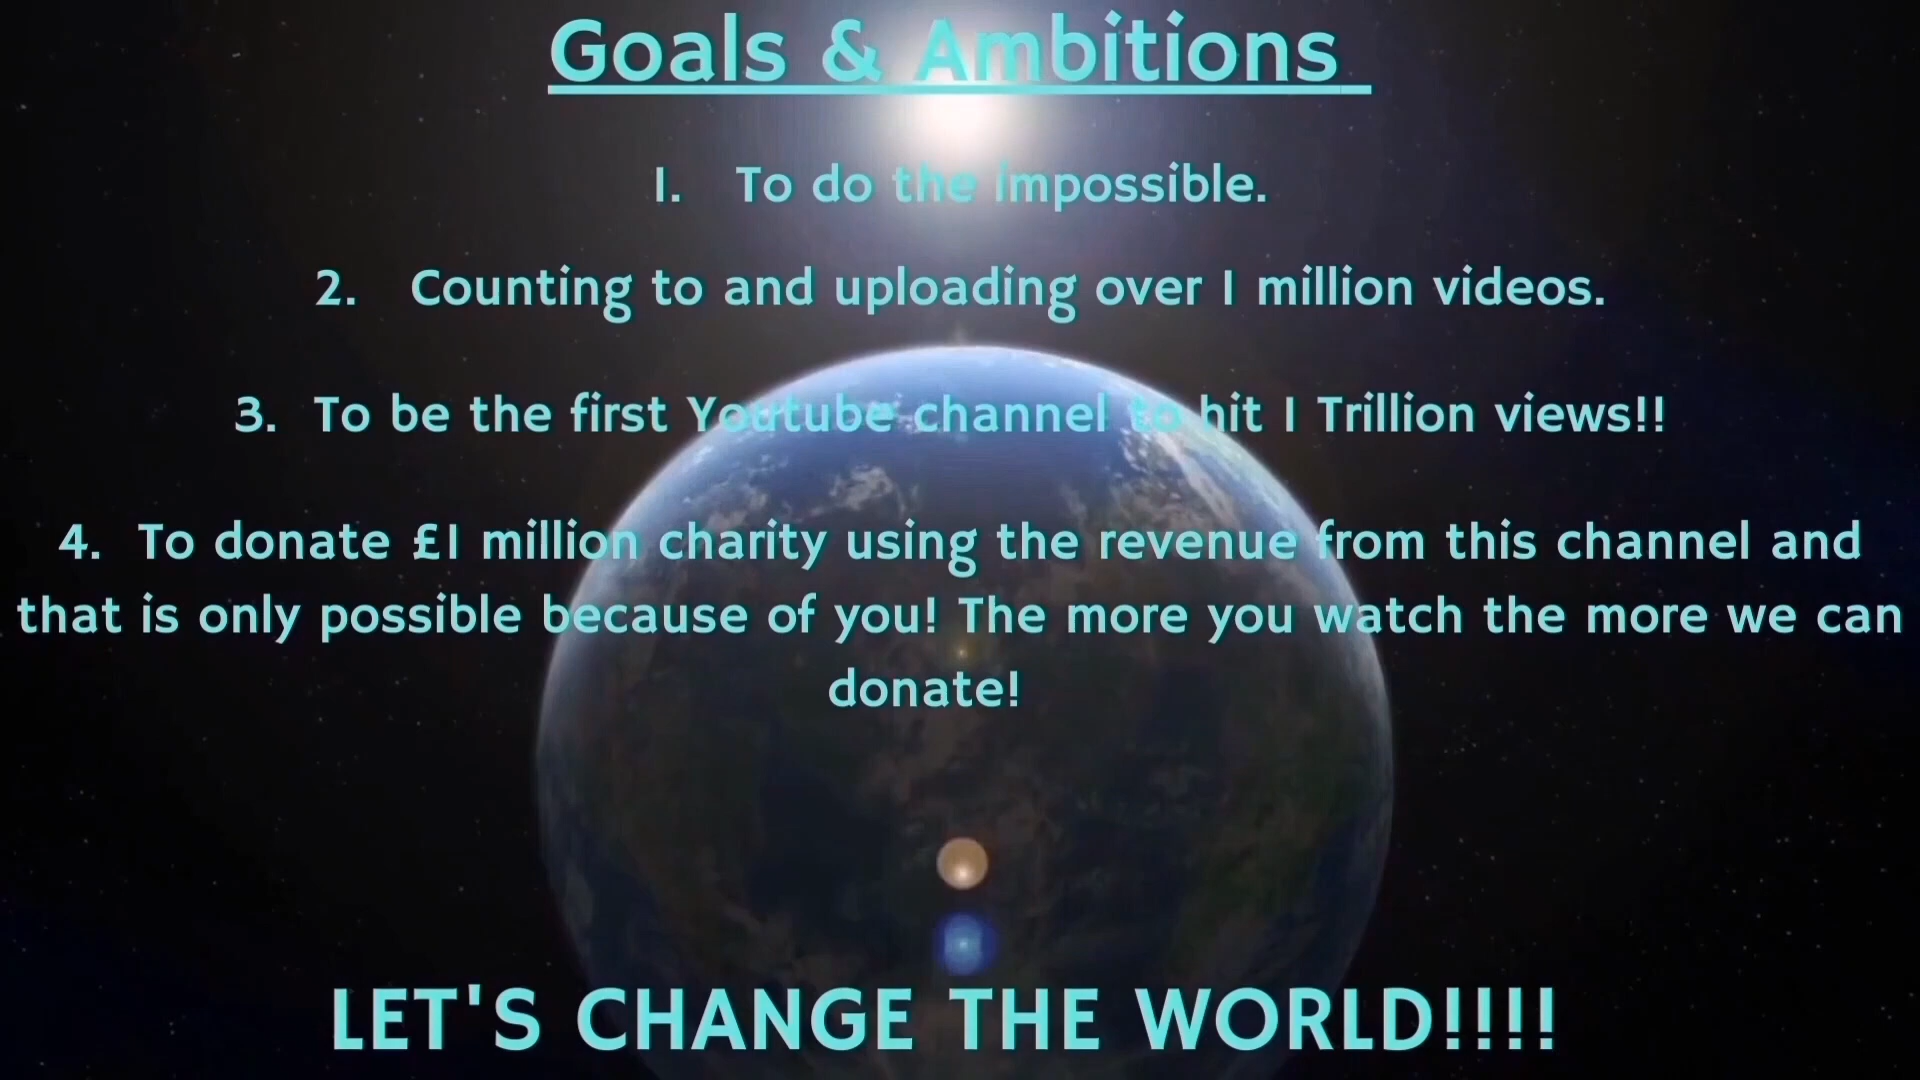 Goals & Ambitions
1. To do the impossible.
2. Counting to and uploading over 1 million videos.
3. To be the first Youtube channel to hit 1 Trillion views!!
4. To donate £1 million charity using the revenue from this channel and
that is only possible because of you! The more you watch the more we can
donate!
LET'S CHANGE THE WORLD!!!!